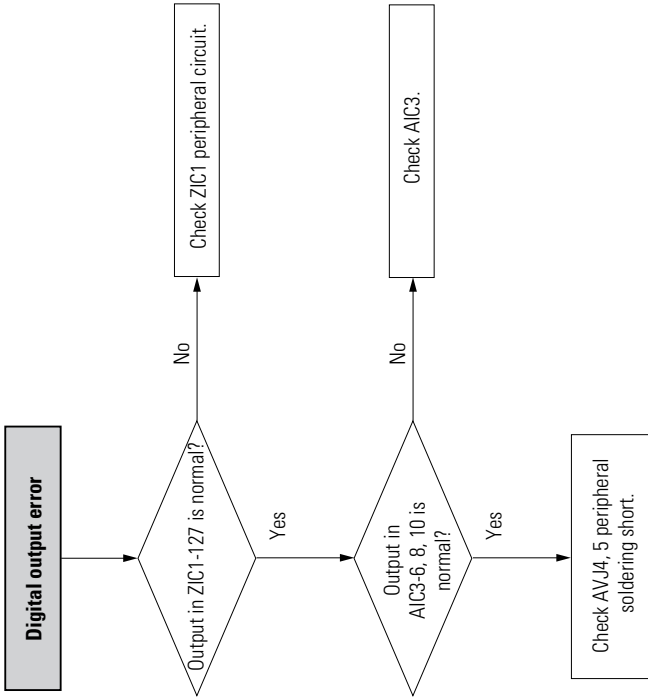 Digital output error
Output in ZIC1-127 is normal?
No
Check ZIC1 peripheral circuit.
Yes
Output in
AIC3-6, 8, 10 is
normal?
No
Check AIC3.
Yes
Check AVJ4, 5 peripheral
soldering short.